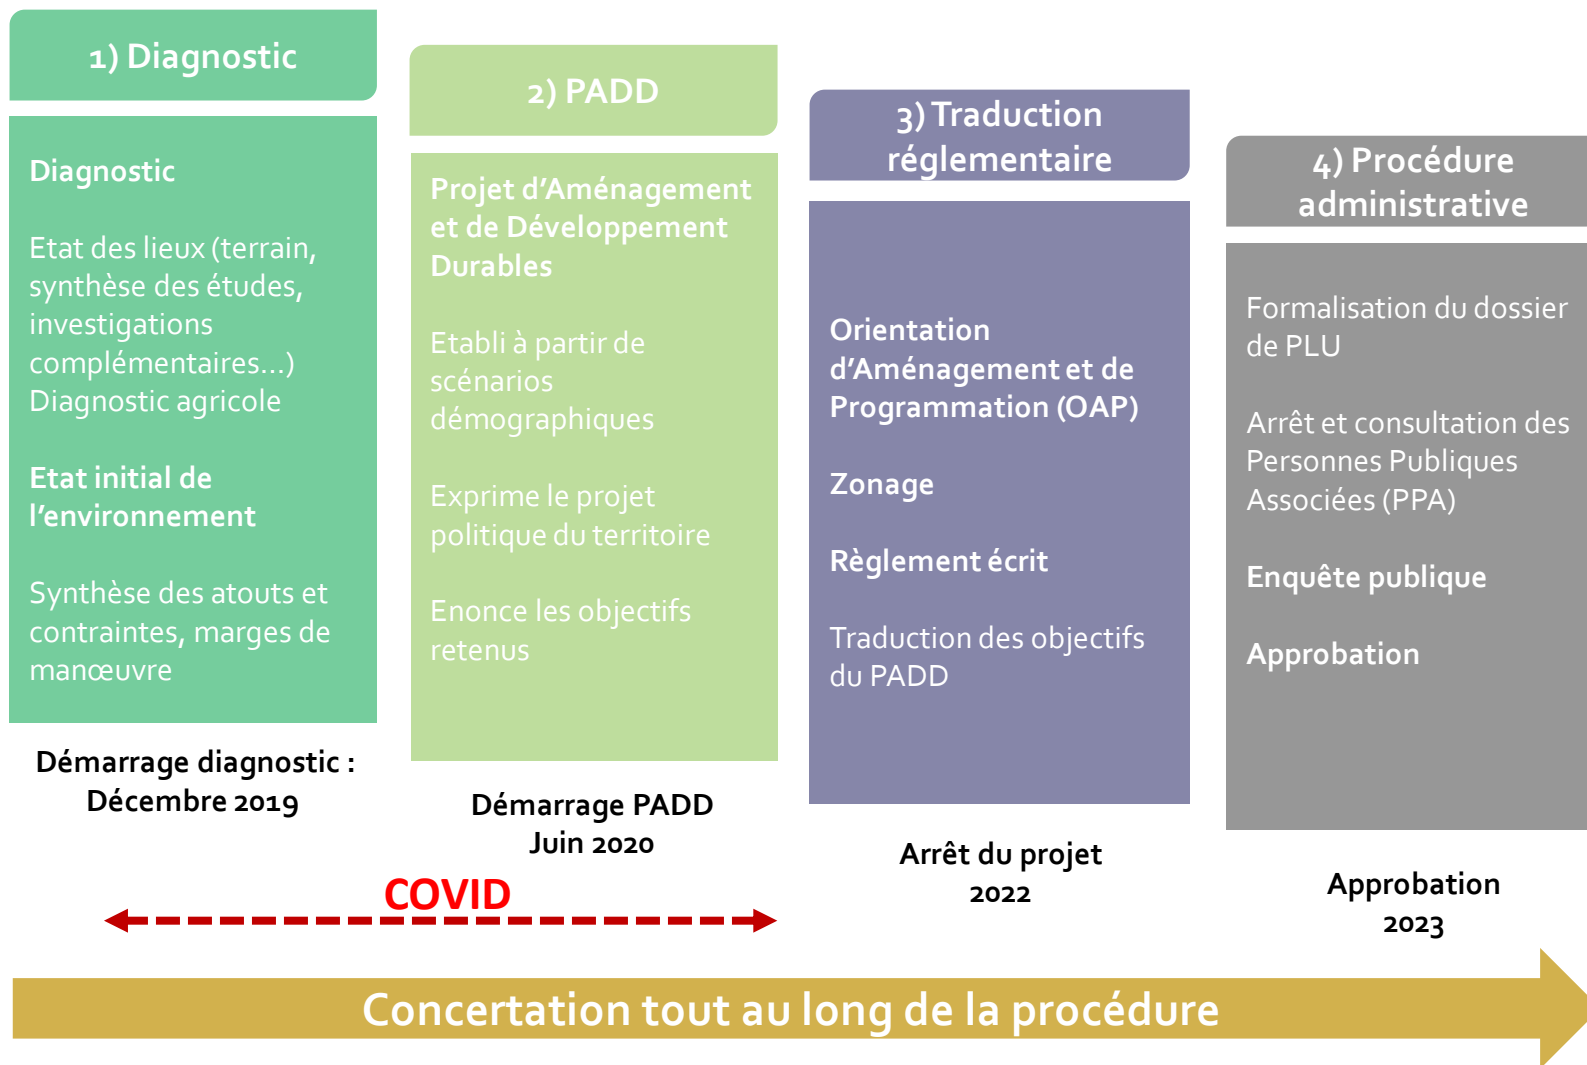 1) Diagnostic
Diagnostic
Etat des lieux (terrain,
synthèse des études,
investigations
complémentaires…)
Diagnostic agricole
Etat initial de
l'environnement
Synthèse des atouts et
contraintes, marges de
manœuvre
Démarrage diagnostic :
Décembre 2019
2) PADD
Projet d'Aménagement
et de Développement
Durables
Etabli à partir de
scénarios
démographiques
Exprime le projet
politique du territoire
Enonce les objectifs
retenus
Démarrage PADD
Juin 2020
3) Traduction
réglementaire
Orientation
d'Aménagement et de
Programmation (OAP)
Zonage
Règlement écrit
Traduction des objectifs
du PADD
Arrêt du projet
2022
4) Procédure
administrative
Formalisation du dossier
de PLU
Arrêt et consultation des
Personnes Publiques
Associées (PPA)
Enquête publique
Approbation
Approbation
2023
COVID
Concertation tout au long de la procédure